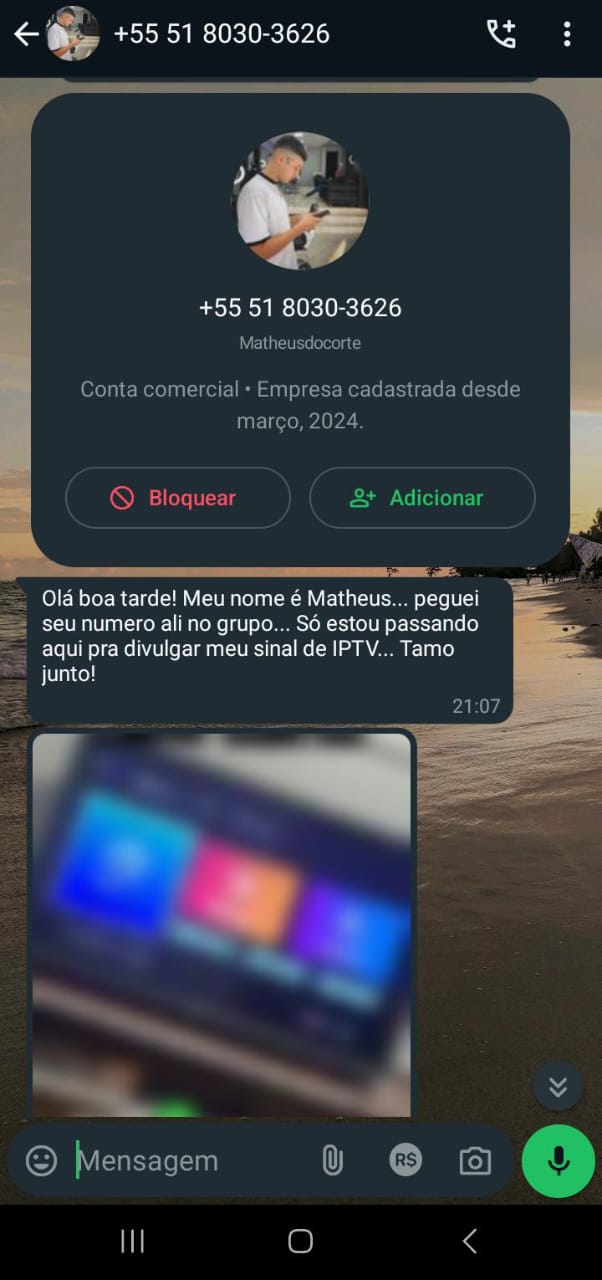 +55 51 8030-3626
+55 51 8030-3626
Matheusdocorte
Conta comercial • Empresa cadastrada desde
março, 2024.
Bloquear
Adicionar
Olá boa tarde! Meu nome é Matheus... peguei
seu numero ali no grupo... Só estou passando
aqui pra divulgar meu sinal de IPTV... Tamo
junto!
21:07
Mensagem
R$